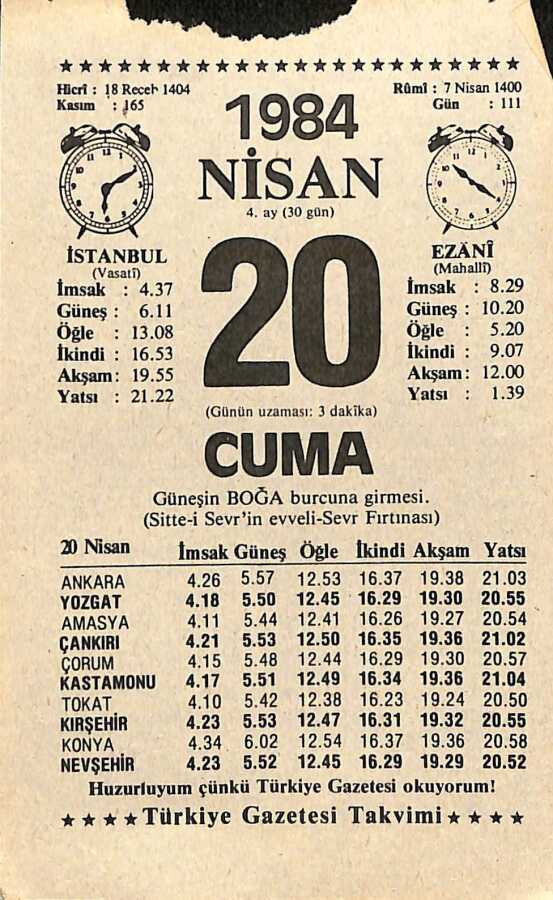 ★★★★★★★★★★★★★★★★★★★★★★★★
Hicrî : 18 Receb 1404
Kasım : 165
Rûmî : 7 Nisan 1400
Gün : 111
1984
NİSAN
4. ay (30 gün)
20
(Günün uzaması: 3 dakîka)
CUMA
İSTANBUL
(Vasatî)
İmsak : 4.37
Güneş : 6.11
Öğle : 13.08
İkindi : 16.53
Akşam : 19.55
Yatsı : 21.22
EZÂNÎ
(Mahallî)
İmsak : 8.29
Güneş : 10.20
Öğle : 5.20
İkindi : 9.07
Akşam : 12.00
Yatsı : 1.39
Güneşin BOĞA burcuna girmesi.
(Sitte-i Sevr'in evveli-Sevr Fırtınası)
20 Nisan İmsak Güneş Öğle İkindi Akşam Yatsı
ANKARA 4.26 5.57 12.53 16.37 19.38 21.03
YOZGAT 4.18 5.50 12.45 16.29 19.30 20.55
AMASYA 4.11 5.44 12.41 16.26 19.27 20.54
ÇANKIRI 4.21 5.53 12.50 16.35 19.36 21.02
ÇORUM 4.15 5.48 12.44 16.29 19.30 20.57
KASTAMONU 4.17 5.51 12.49 16.34 19.36 21.04
TOKAT 4.10 5.42 12.38 16.23 19.24 20.50
KIRŞEHİR 4.23 5.53 12.47 16.31 19.32 20.55
KONYA 4.34 6.02 12.54 16.37 19.36 20.58
NEVŞEHİR 4.23 5.52 12.45 16.29 19.29 20.52
Huzurluyum çünkü Türkiye Gazetesi okuyorum!
★★★★Türkiye Gazetesi Takvimi★★★★